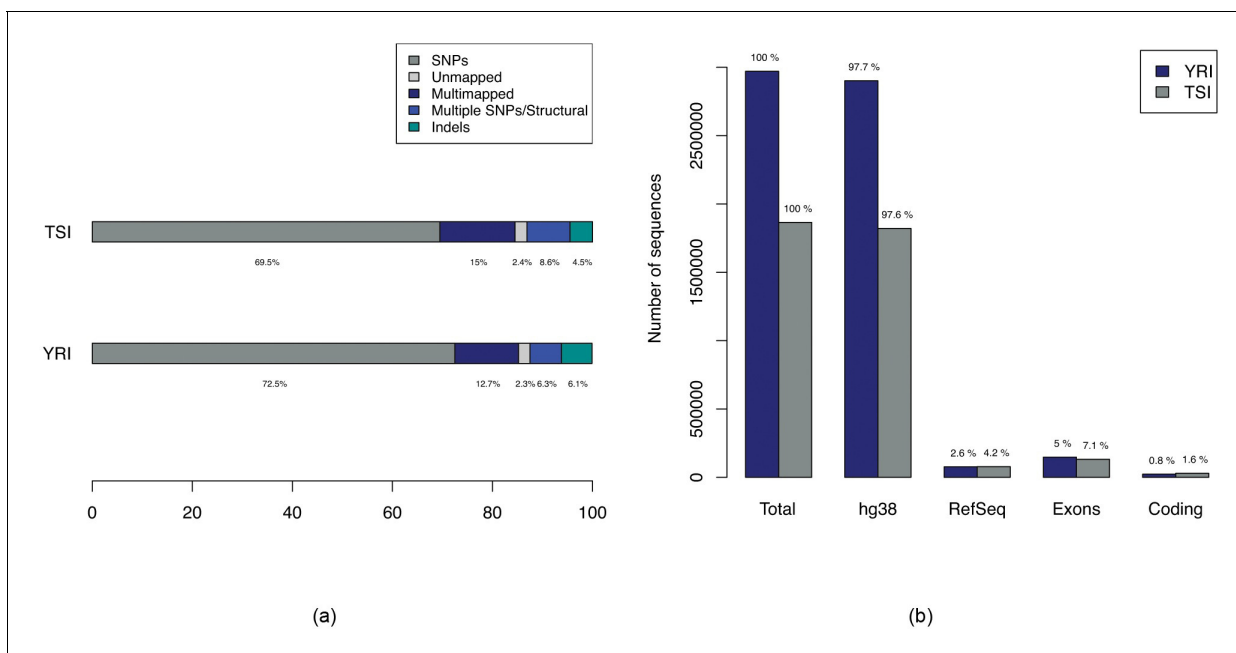 SNPs
Unmapped
Multimapped
Multiple SNPs/Structural
Indels
TSI
69.5% 15% 2.4% 8.6% 4.5%
YRI
72.5% 12.7% 2.3% 6.3% 6.1%
0 20 40 60 80 100
(a)
YRI
TSI
Number of sequences
0 500000 1500000 2500000
100 % 100 %
97.7 % 97.6 %
2.6 % 4.2 %
5 % 7.1 %
0.8 % 1.6 %
Total hg38 RefSeq Exons Coding
(b)